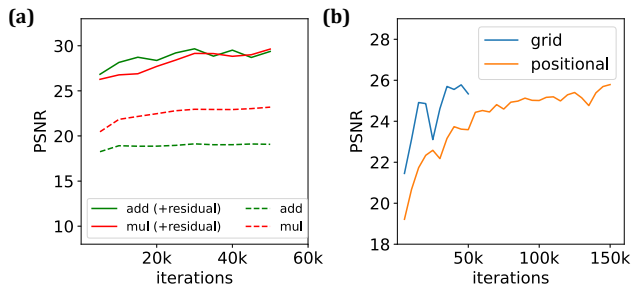 (a)
PSNR
30
25
20
15
10
add (+residual)
mul (+residual)
add
mul
20k
40k
60k
iterations
(b)
PSNR
28
26
24
22
20
18
grid
positional
50k
100k
150k
iterations